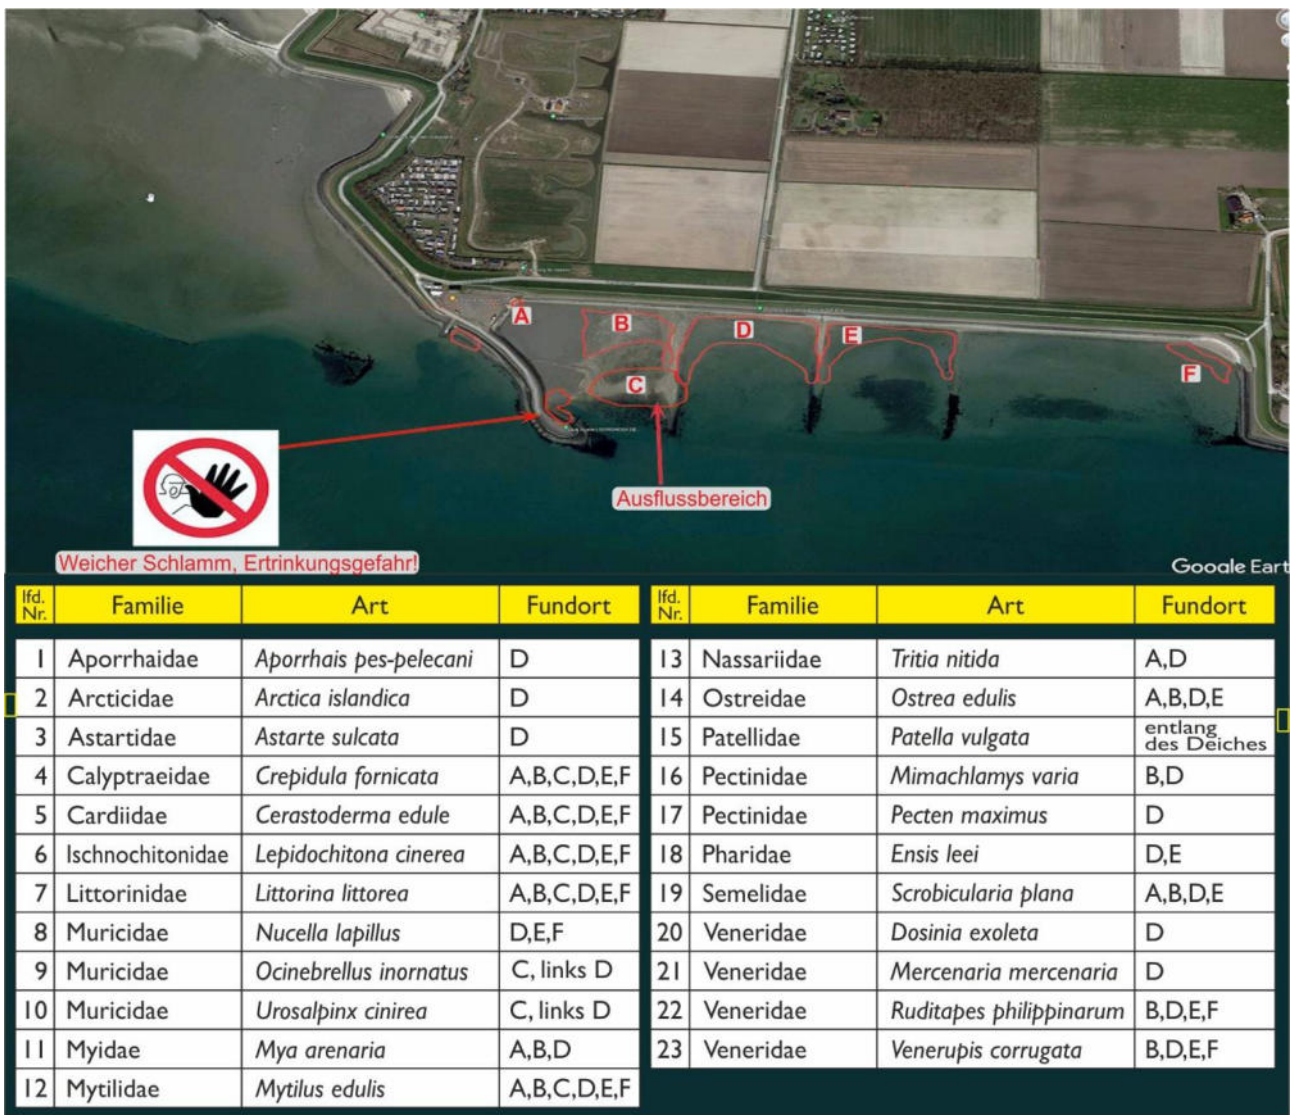 A
B
D
E
C
F
Ausflussbereich
Weicher Schlamm, Ertrinkungsgefahr!
Google Eart
lfd. Nr. Familie Art Fundort
1 Aporrhaidae Aporrhais pes-pelecani D
2 Arcticidae Arctica islandica D
3 Astartidae Astarte sulcata D
4 Calyptraeidae Crepidula fornicata A,B,C,D,E,F
5 Cardiidae Cerastoderma edule A,B,C,D,E,F
6 Ischnochitonidae Lepidochitona cinerea A,B,C,D,E,F
7 Littorinidae Littorina littorea A,B,C,D,E,F
8 Muricidae Nucella lapillus D,E,F
9 Muricidae Ocinebrellus inornatus C, links D
10 Muricidae Urosalpinx cinirea C, links D
11 Myidae Mya arenaria A,B,D
12 Mytilidae Mytilus edulis A,B,C,D,E,F
lfd. Nr. Familie Art Fundort
13 Nassariidae Tritia nitida A,D
14 Ostreidae Ostrea edulis A,B,D,E
15 Patellidae Patella vulgata entlang des Deiches
16 Pectinidae Mimachlamys varia B,D
17 Pectinidae Pecten maximus D
18 Pharidae Ensis leei D,E
19 Semelidae Scrobicularia plana A,B,D,E
20 Veneridae Dosinia exoleta D
21 Veneridae Mercenaria mercenaria D
22 Veneridae Ruditapes philippinarum B,D,E,F
23 Veneridae Venerupis corrugata B,D,E,F